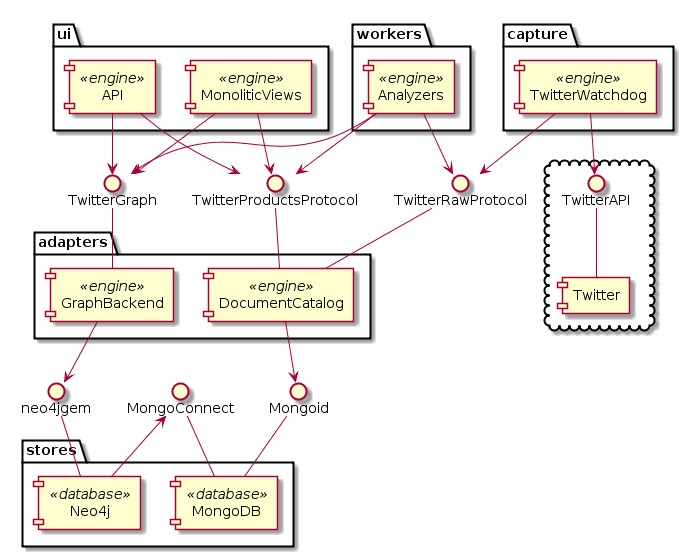 ui
workers
capture
«engine»
API
«engine»
MonoliticViews
«engine»
Analyzers
«engine»
TwitterWatchdog
TwitterGraph
TwitterProductsProtocol
TwitterRawProtocol
TwitterAPI
adapters
«engine»
GraphBackend
«engine»
DocumentCatalog
Twitter
neo4jgem
MongoConnect
Mongoid
stores
«database»
Neo4j
«database»
MongoDB